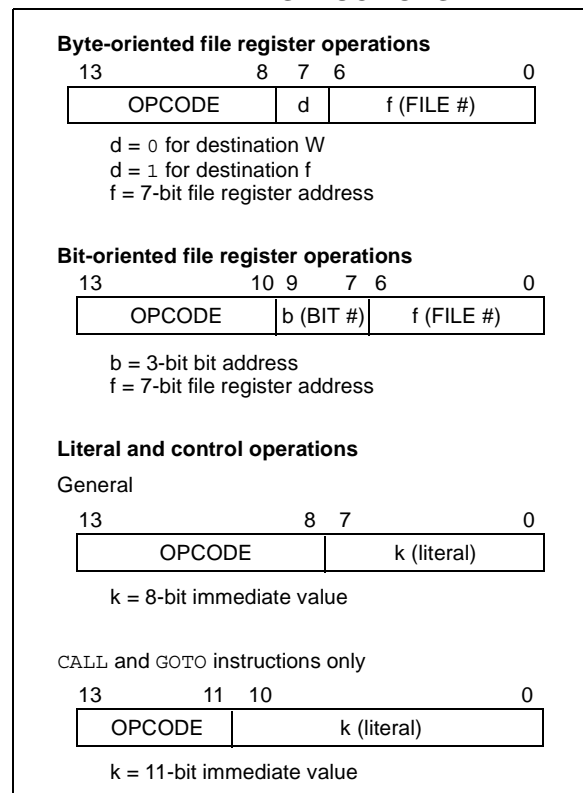 Byte-oriented file register operations
13 8 7 6 0
OPCODE d f (FILE #)
d = 0 for destination W
d = 1 for destination f
f = 7-bit file register address
Bit-oriented file register operations
13 10 9 7 6 0
OPCODE b (BIT #) f (FILE #)
b = 3-bit bit address
f = 7-bit file register address
Literal and control operations
General
13 8 7 0
OPCODE k (literal)
k = 8-bit immediate value
CALL and GOTO instructions only
13 11 10 0
OPCODE k (literal)
k = 11-bit immediate value